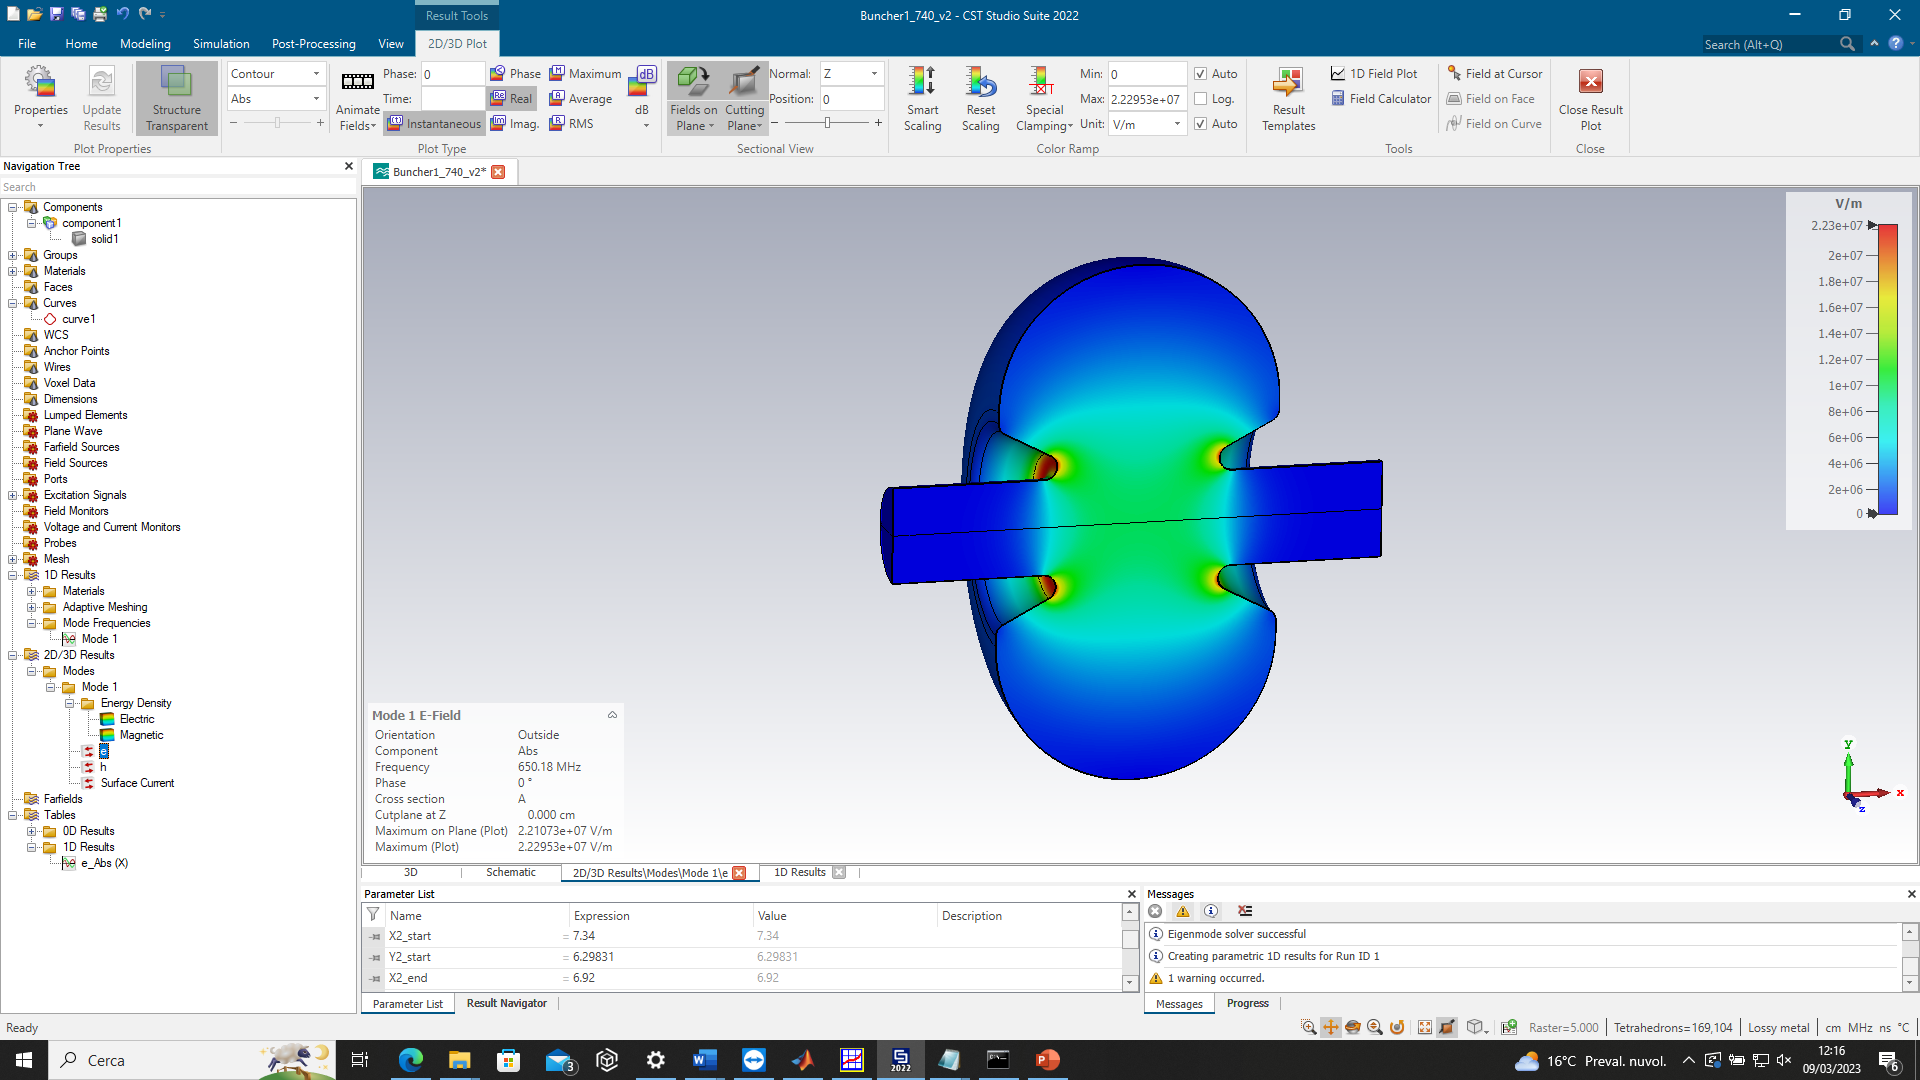 Result Tools
Buncher1_740_v2 - CST Studio Suite 2022
File Home Modeling Simulation Post-Processing View 2D/3D Plot
Search (Alt+Q)
Properties
Update Results
Structure Transparent
Contour
Abs
Plot Properties
Animate Fields
Phase: 0
Time:
Instantaneous
Phase
Real
Imag.
Maximum
Average
RMS
dB
Plot Type
Fields on Plane
Cutting Plane
Normal: Z
Position: 0
Sectional View
Smart Scaling
Reset Scaling
Special Clamping
Min: 0 Auto
Max: 2.22953e+07 Log.
Unit: V/m Auto
Color Ramp
Result Templates
1D Field Plot
Field Calculator
Field at Cursor
Field on Face
Field on Curve
Tools
Close Result Plot
Close
Navigation Tree
Search
Components
component1
solid1
Groups
Materials
Faces
Curves
curve1
WCS
Anchor Points
Wires
Voxel Data
Dimensions
Lumped Elements
Plane Wave
Farfield Sources
Field Sources
Ports
Excitation Signals
Field Monitors
Voltage and Current Monitors
Probes
Mesh
1D Results
Materials
Adaptive Meshing
Mode Frequencies
Mode 1
2D/3D Results
Modes
Mode 1
Energy Density
Electric
Magnetic
e
h
Surface Current
Farfields
Tables
0D Results
1D Results
e_Abs (X)
Buncher1_740_v2*
V/m
2.23e+07
2e+07
1.8e+07
1.6e+07
1.4e+07
1.2e+07
1e+07
8e+06
6e+06
4e+06
2e+06
0
y
x
z
Mode 1 E-Field
Orientation Outside
Component Abs
Frequency 650.18 MHz
Phase 0 °
Cross section A
Cutplane at Z 0.000 cm
Maximum on Plane (Plot) 2.21073e+07 V/m
Maximum (Plot) 2.22953e+07 V/m
3D Schematic 2D/3D Results\Modes\Mode 1\e 1D Results
Parameter List
Name Expression Value Description
X2_start = 7.34 7.34
Y2_start = 6.29831 6.29831
X2_end = 6.92 6.92
Parameter List Result Navigator
Messages
Eigenmode solver successful
Creating parametric 1D results for Run ID 1
1 warning occurred.
Messages Progress
Ready
Raster=5.000 Tetrahedrons=169,104 Lossy metal cm MHz ns °C
Cerca
3
2022
16°C Preval. nuvol.
12:16
09/03/2023
6